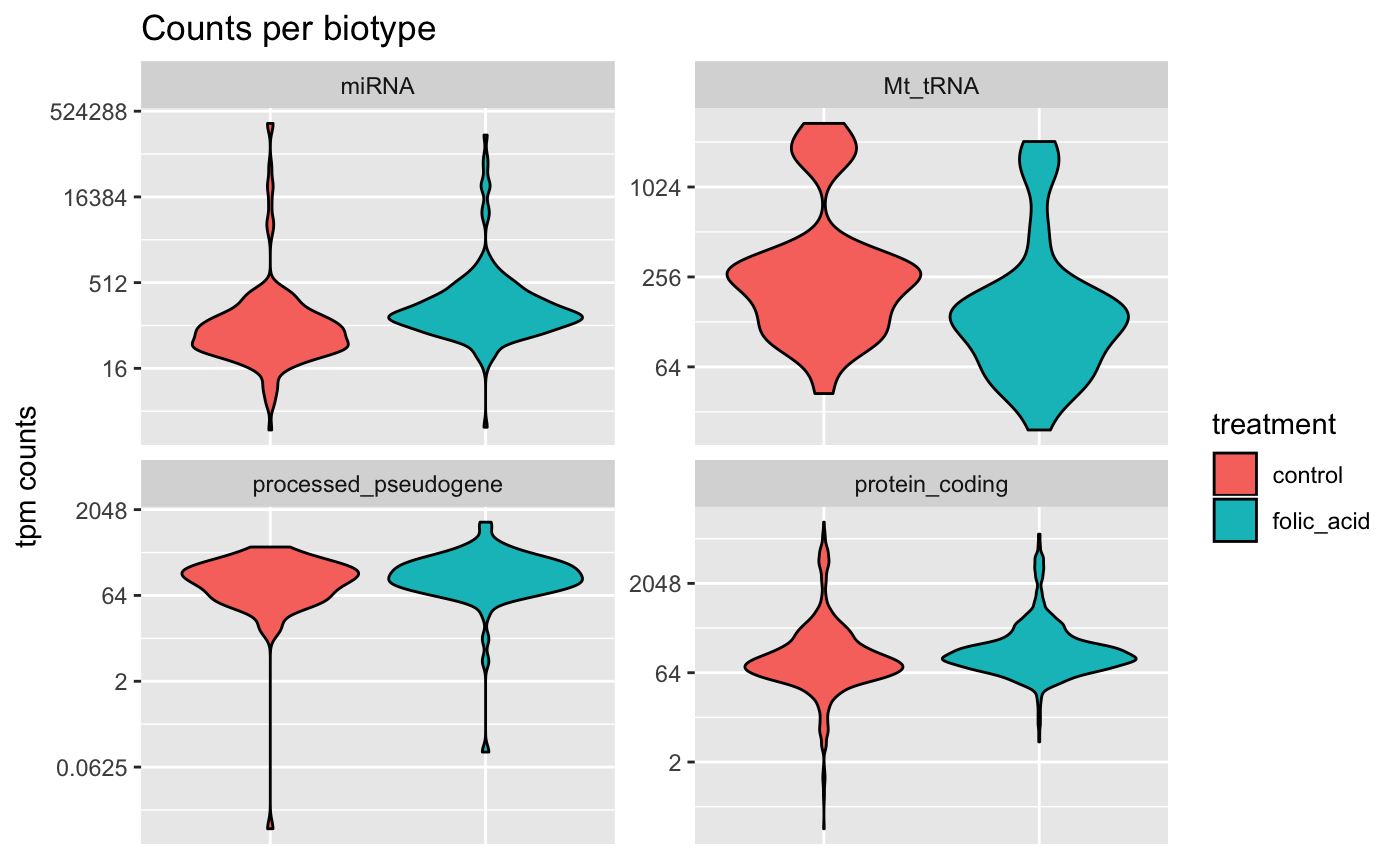 Counts per biotype
miRNA
Mt_tRNA
524288
16384
512
16
1024
256
64
processed_pseudogene
protein_coding
2048
64
2
0.0625
2048
64
2
tpm counts
treatment
control
folic_acid